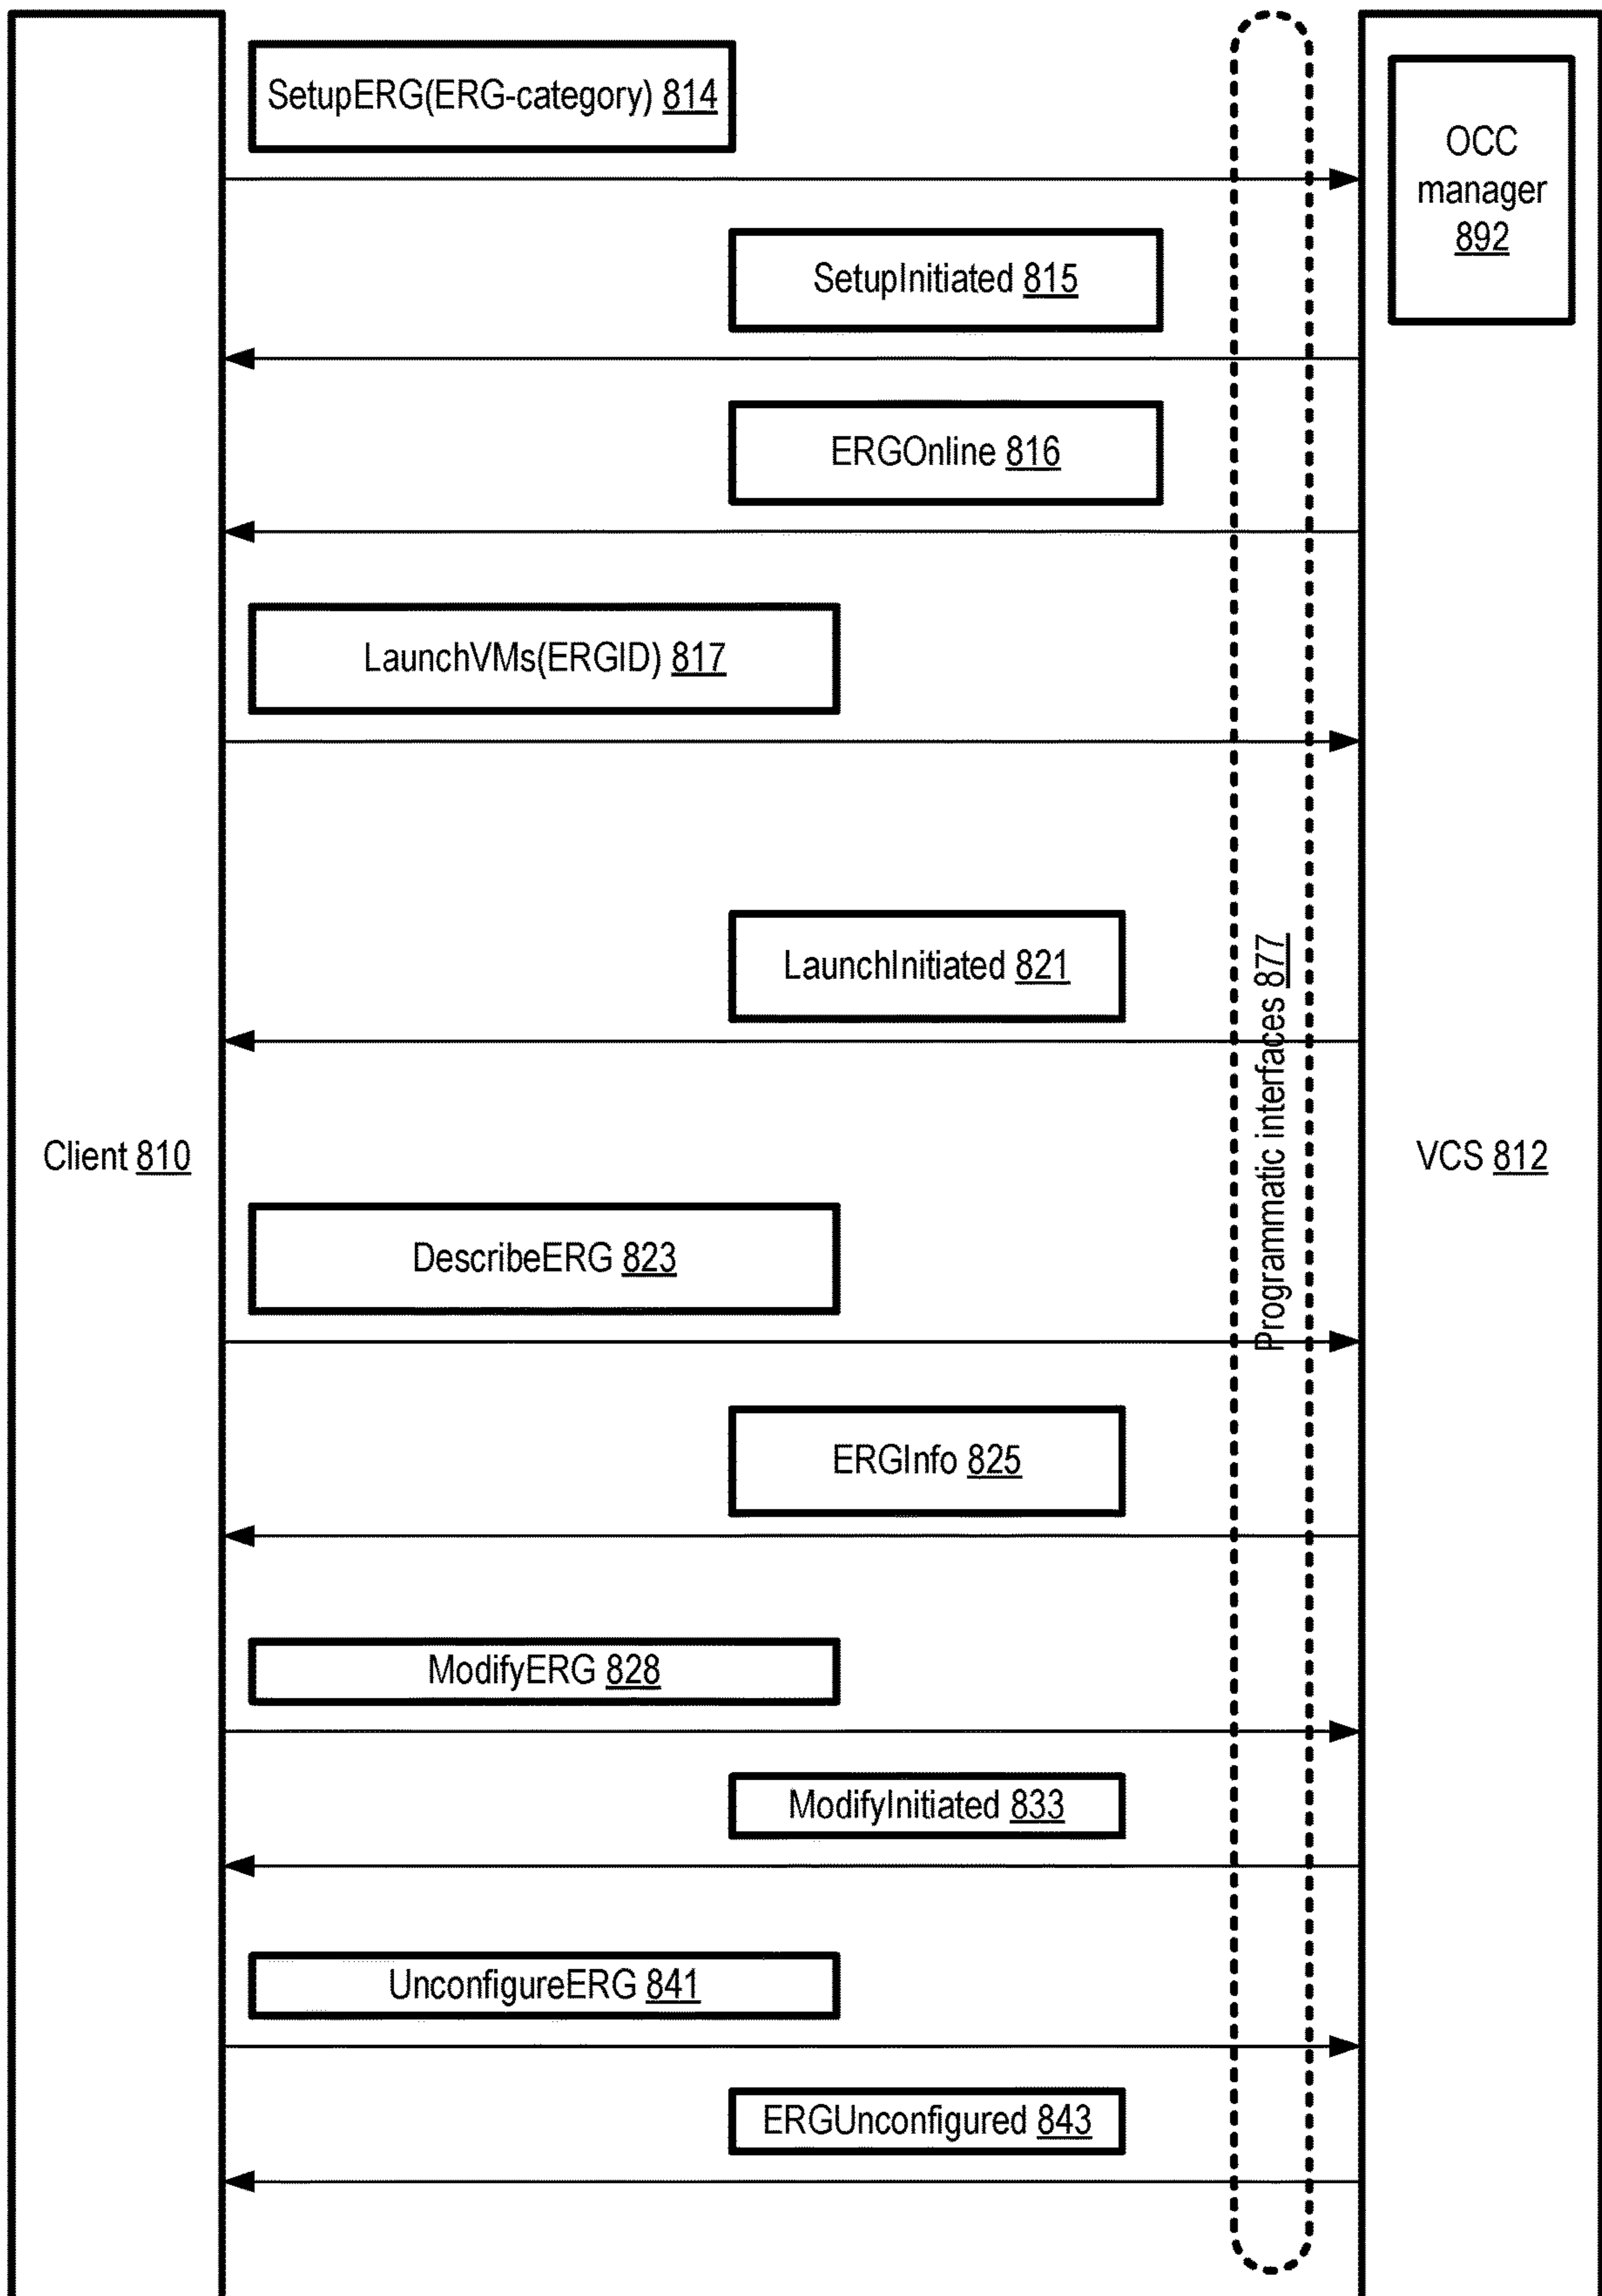 SetupERG(ERG-category) 814
OCC
manager
892
SetupInitiated 815
ERGOnline 816
LaunchVMs(ERGID) 817
LaunchInitiated 821
Programmatic interfaces 877
Client 810
VCS 812
DescribeERG 823
ERGInfo 825
ModifyERG 828
ModifyInitiated 833
UnconfigureERG 841
ERGUnconfigured 843